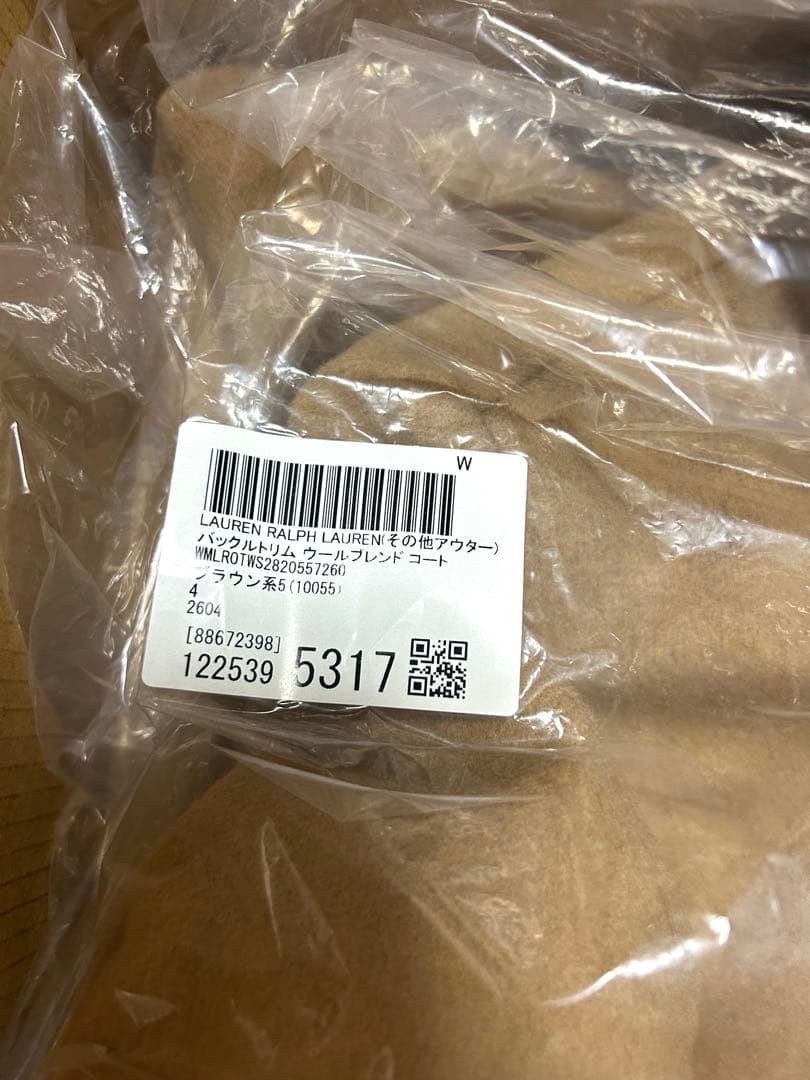 W
LAUREN RALPH LAUREN(その他アウター)
バックルトリム ウールブレンド コート
WMLROTWS2820557260
ブラウン系5(10055)
4
2604
[88672398]
122539 5317